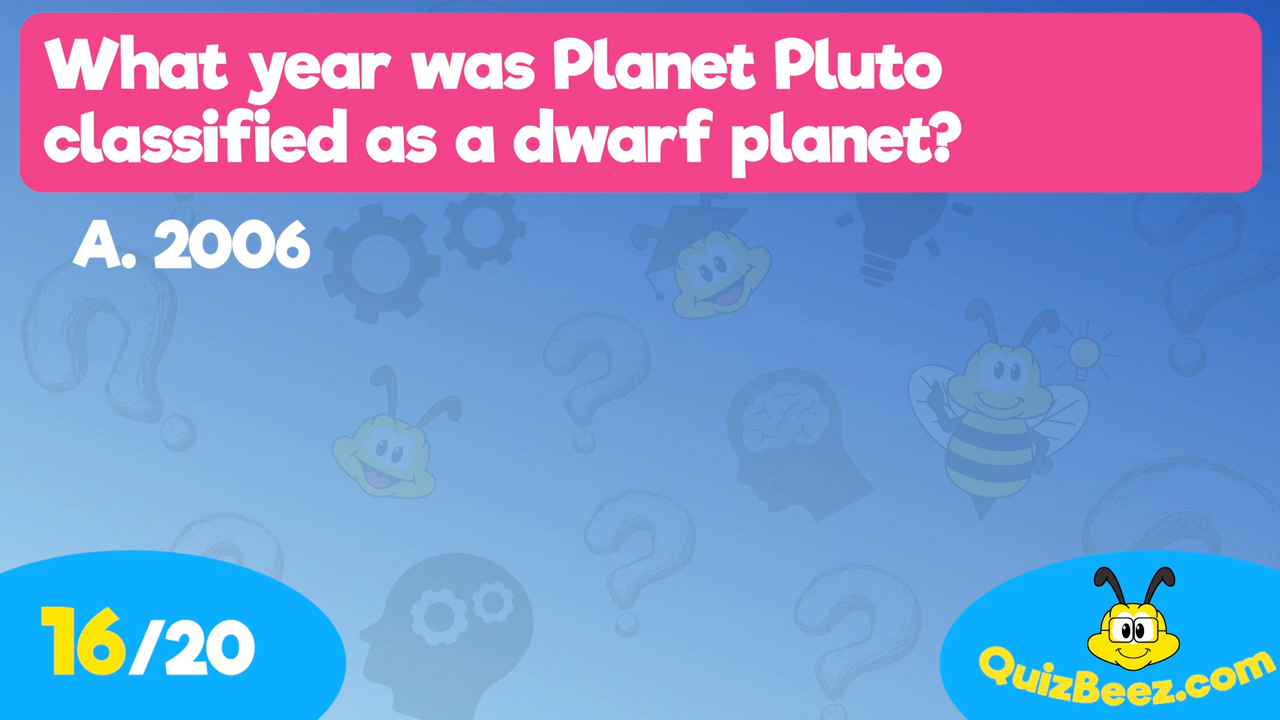 What year was Planet Pluto
classified as a dwarf planet?
A. 2006
16/20
QuizBeez.com